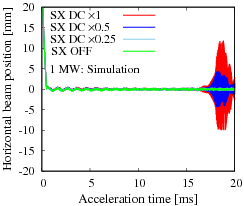 Horizontal beam position [mm]
20
15
10
5
0
-5
-10
-15
-20
SX DC ×1
SX DC ×0.5
SX DC ×0.25
SX OFF
1 MW: Simulation
0 5 10 15 20
Acceleration time [ms]